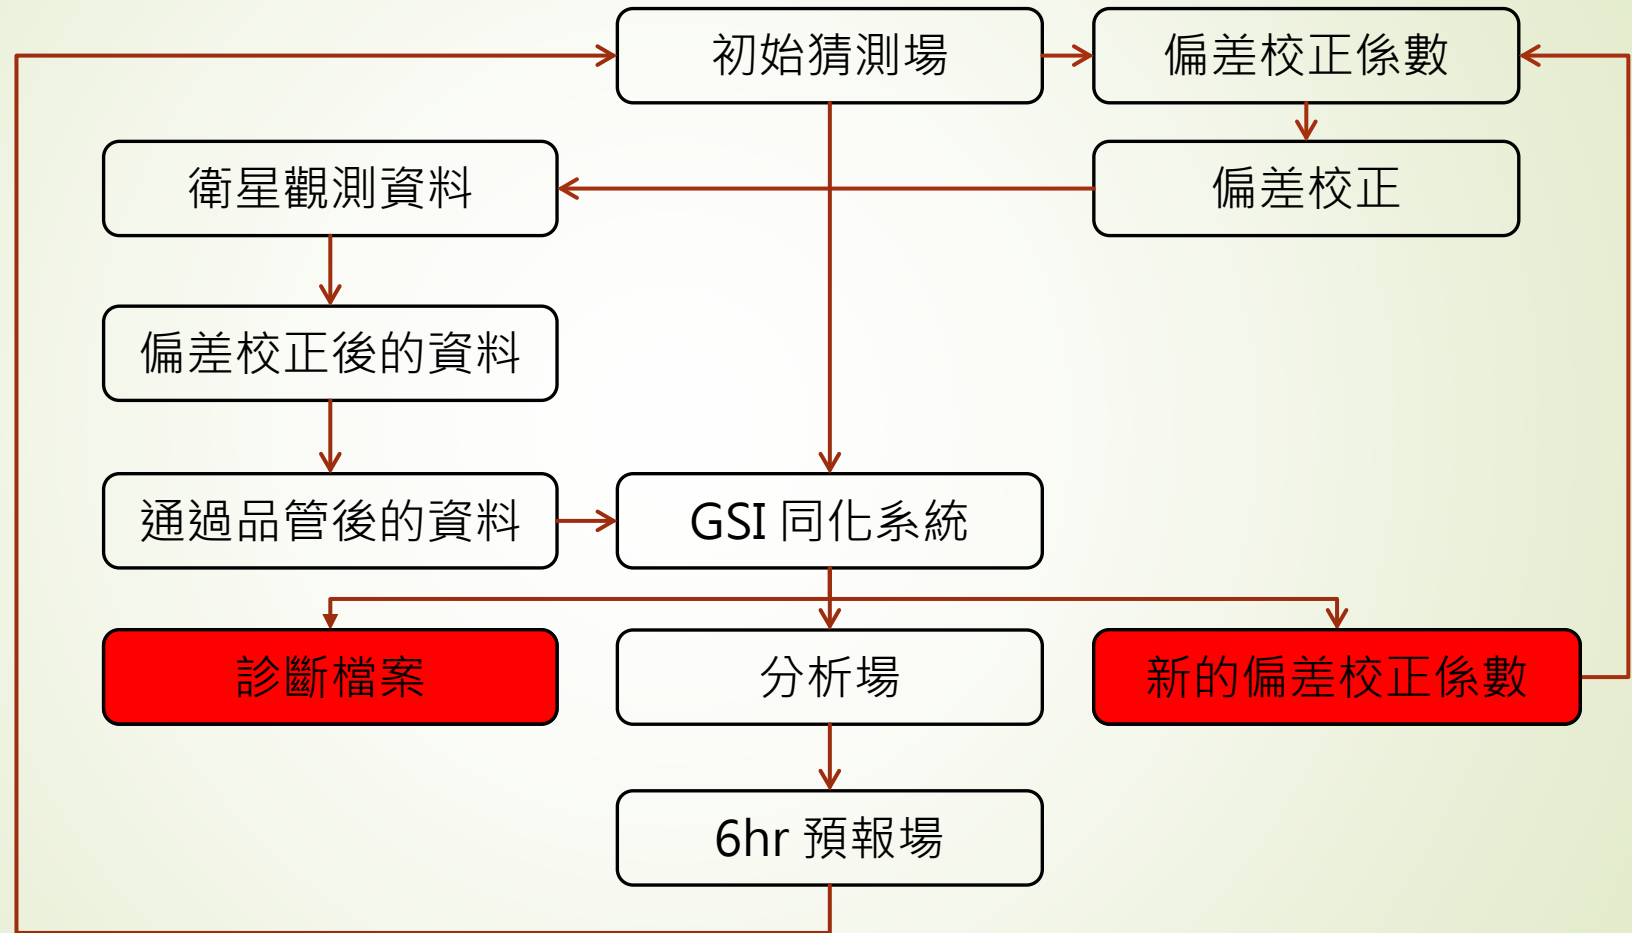 初始猜測場
偏差校正係數
衛星觀測資料
偏差校正
偏差校正後的資料
通過品管後的資料
GSI 同化系統
診斷檔案
分析場
新的偏差校正係數
6hr 預報場